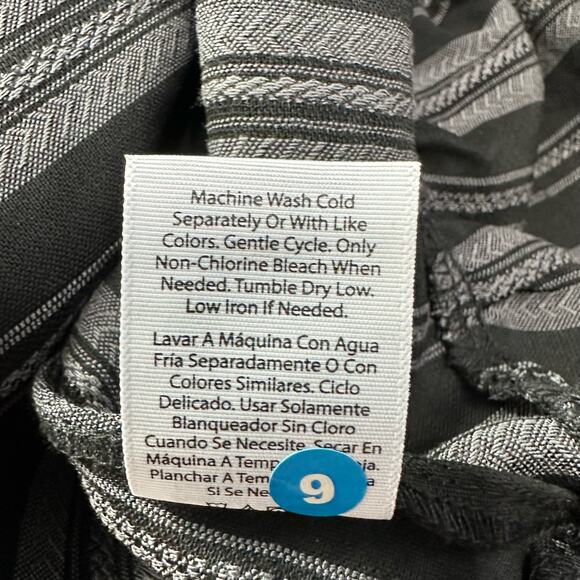 Machine Wash Cold
Separately Or With Like
Colors. Gentle Cycle. Only
Non-Chlorine Bleach When
Needed. Tumble Dry Low.
Low Iron If Needed.
Lavar A Máquina Con Agua
Fría Separadamente O Con
Colores Similares. Ciclo
Delicado. Usar Solamente
Blanqueador Sin Cloro
Cuando Se Necesite. Secar En
Máquina A
Planchar A
Si Se
9